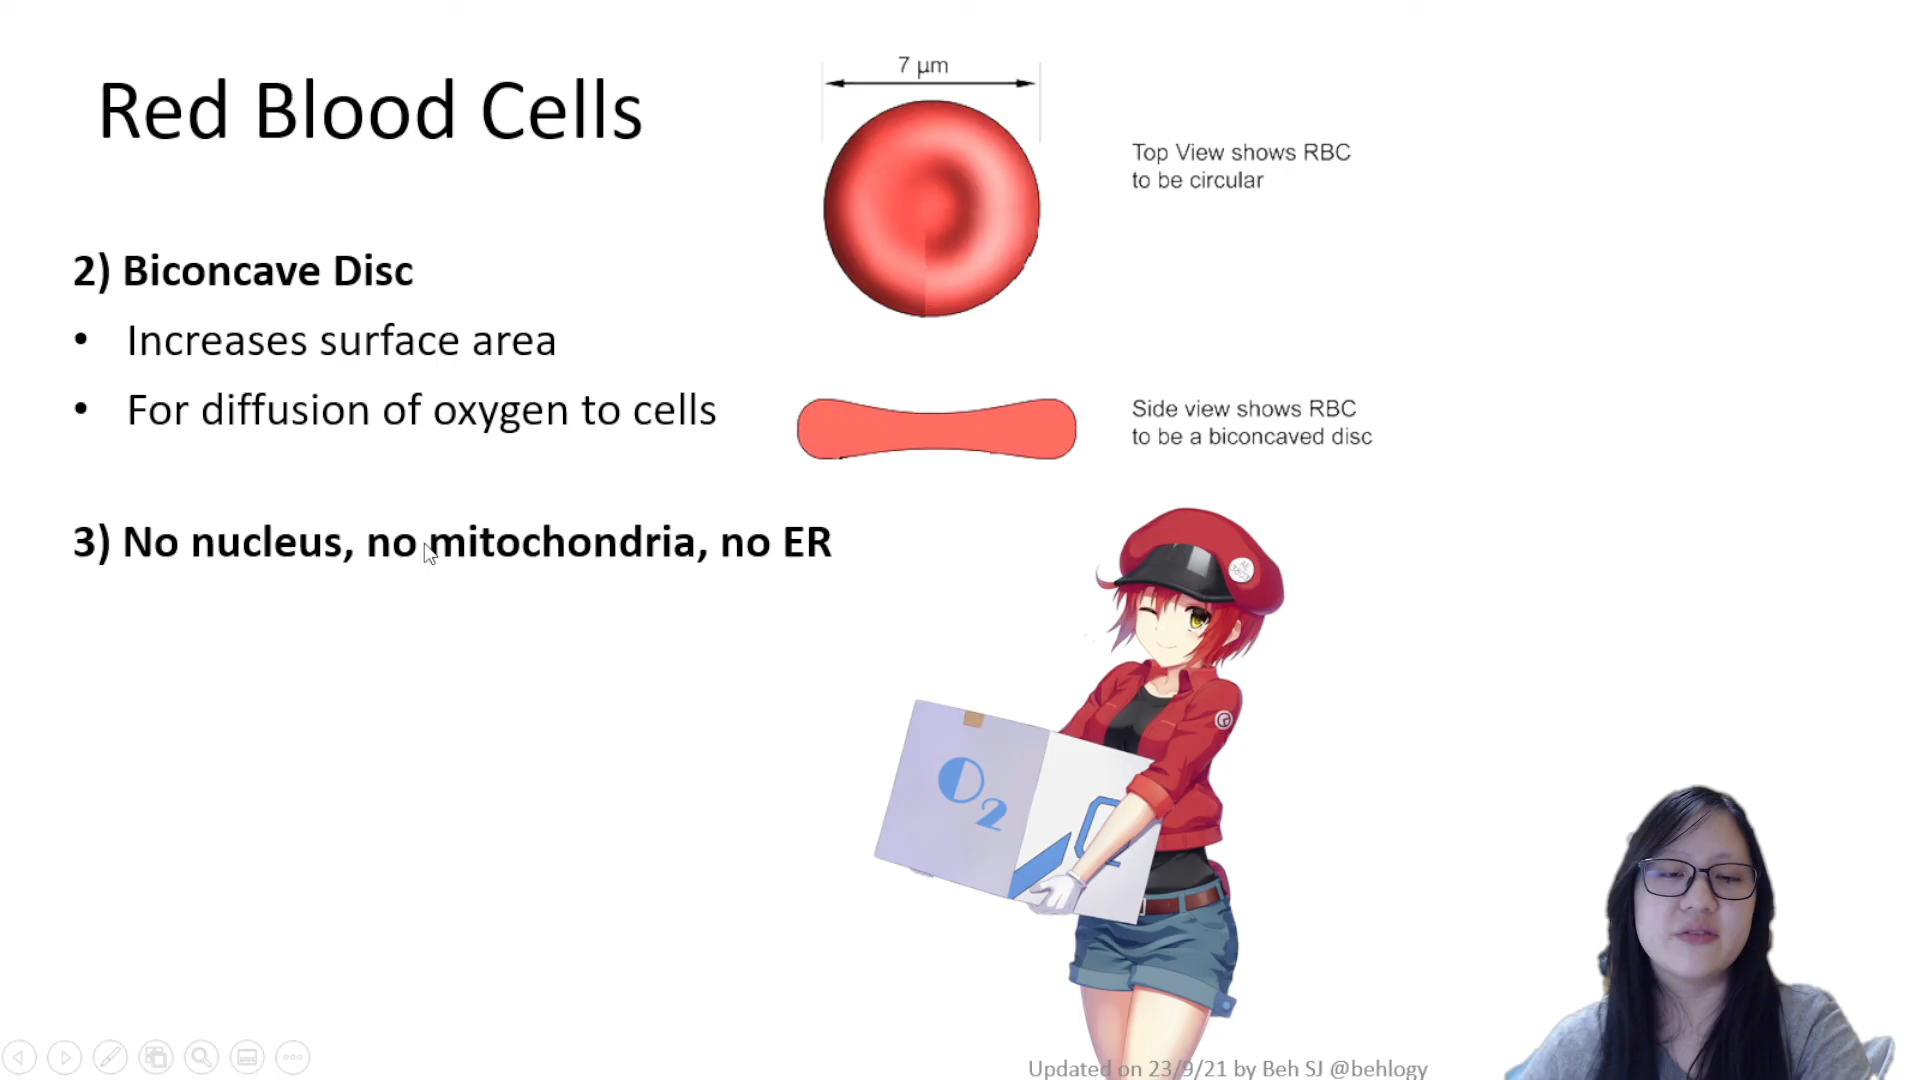 Red Blood Cells
7 µm
Top View shows RBC
to be circular
2) Biconcave Disc
• Increases surface area
• For diffusion of oxygen to cells
Side view shows RBC
to be a biconcaved disc
3) No nucleus, no mitochondria, no ER
AE
3803
O2
Updated on 23/9/21 by Beh SJ @behlogy